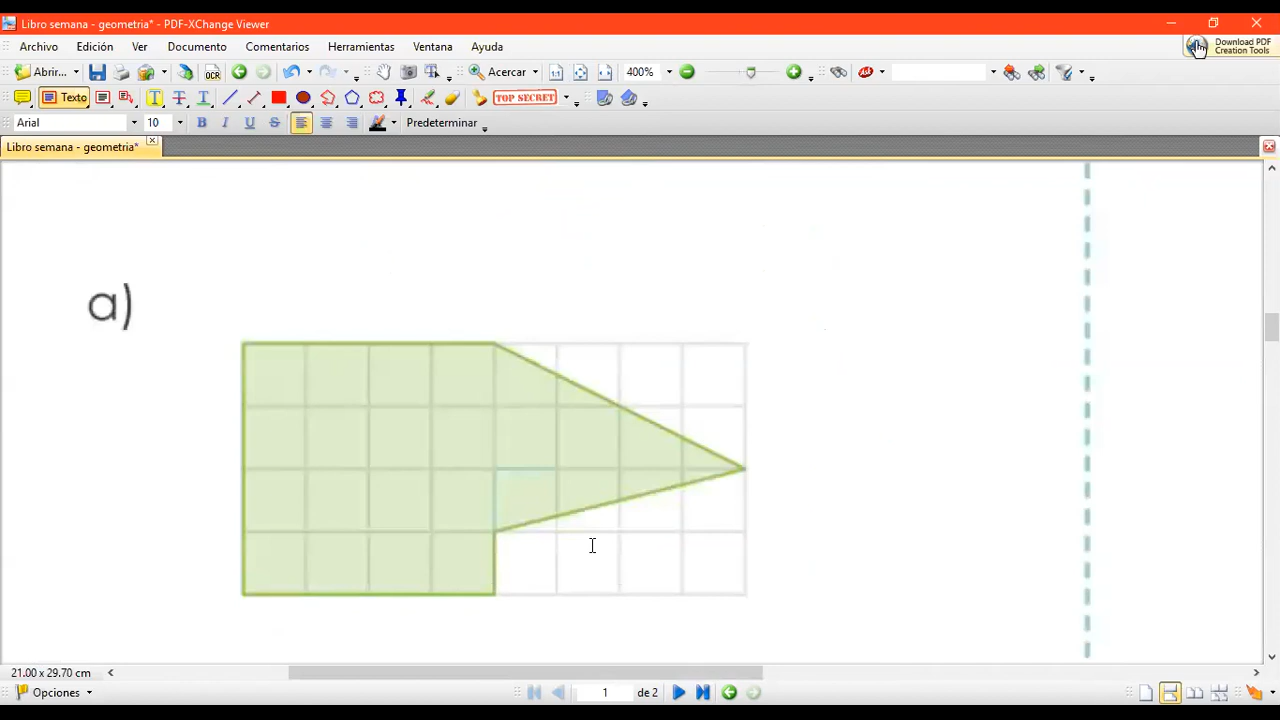 Libro semana - geometria* - PDF-XChange Viewer
Archivo Edición Ver Documento Comentarios Herramientas Ventana Ayuda
Download PDF
Creation Tools
Abrir... OCR Acercar 400%
Texto TOP SECRET
Arial 10 B I U S Predeterminar
Libro semana - geometria*
a)
21.00 x 29.70 cm
Opciones 1 de 2